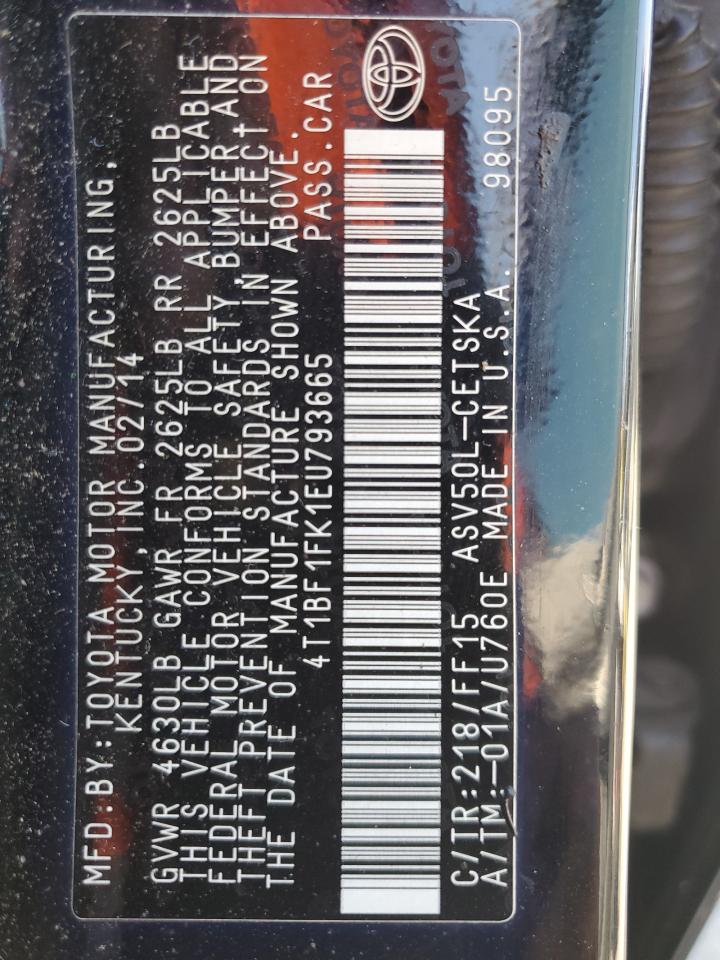 MFD.BY:TOYOTA MOTOR MANUFACTURING,
KENTUCKY,INC.02/14
GVWR 4630LB GAWR FR 2625LB RR 2625LB
THIS VEHICLE CONFORMS TO ALL APPLICABLE
FEDERAL MOTOR VEHICLE SAFETY,BUMPER,AND
THEFT PREVENTION STANDARDS IN EFFECT ON
THE DATE OF MANUFACTURE SHOWN ABOVE.
4T1BF1FK1EU793665 PASS.CAR
C/TR:218/FF15 ASV50L-CETSKA
A/TM:-01A/U760E MADE IN U.S.A. 98095